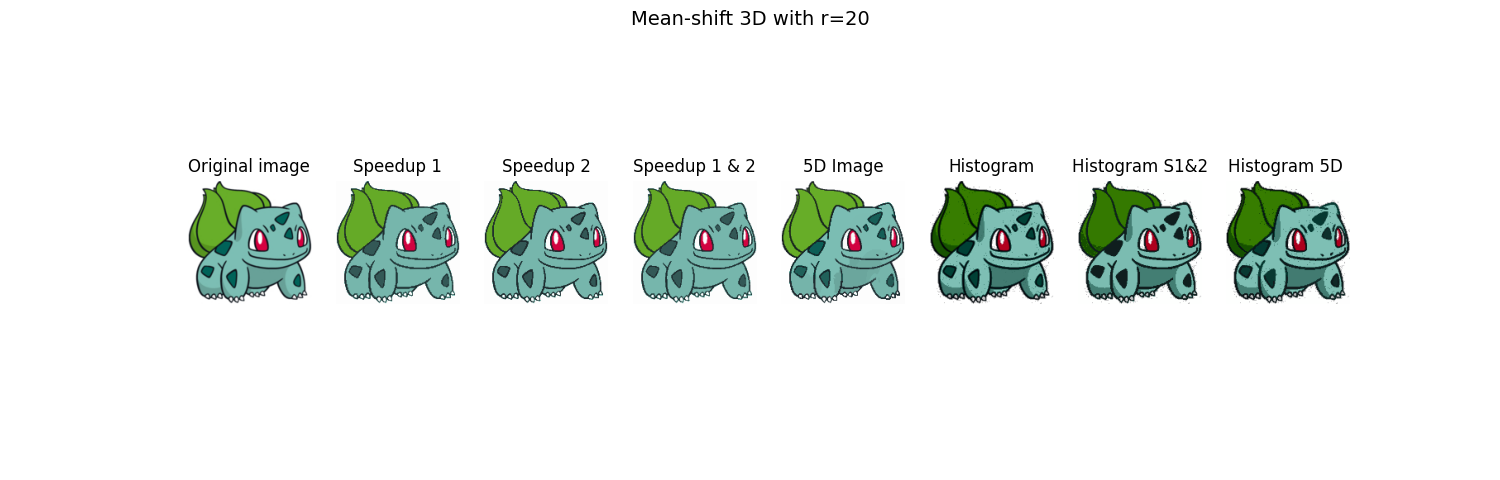 Mean-shift 3D with r=20
Original image
Speedup 1
Speedup 2
Speedup 1 & 2
5D Image
Histogram
Histogram S1&2
Histogram 5D